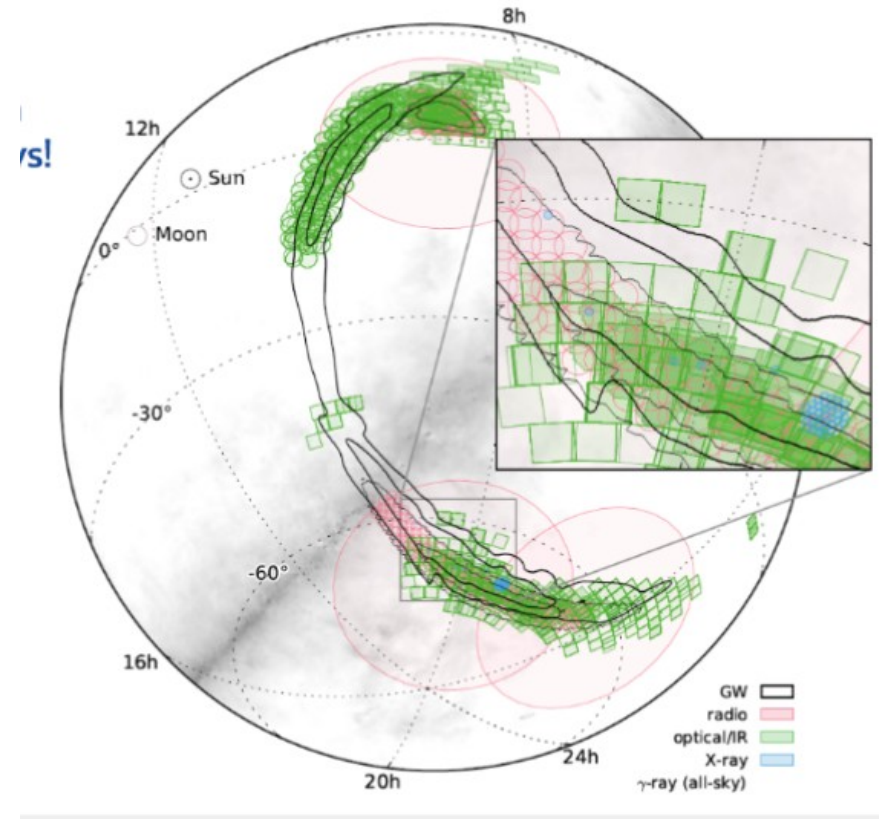 8h
12h
ys!
Sun
Moon
0°
-30°
-60°
16h
20h
24h
GW
radio
optical/IR
X-ray
γ-ray (all-sky)